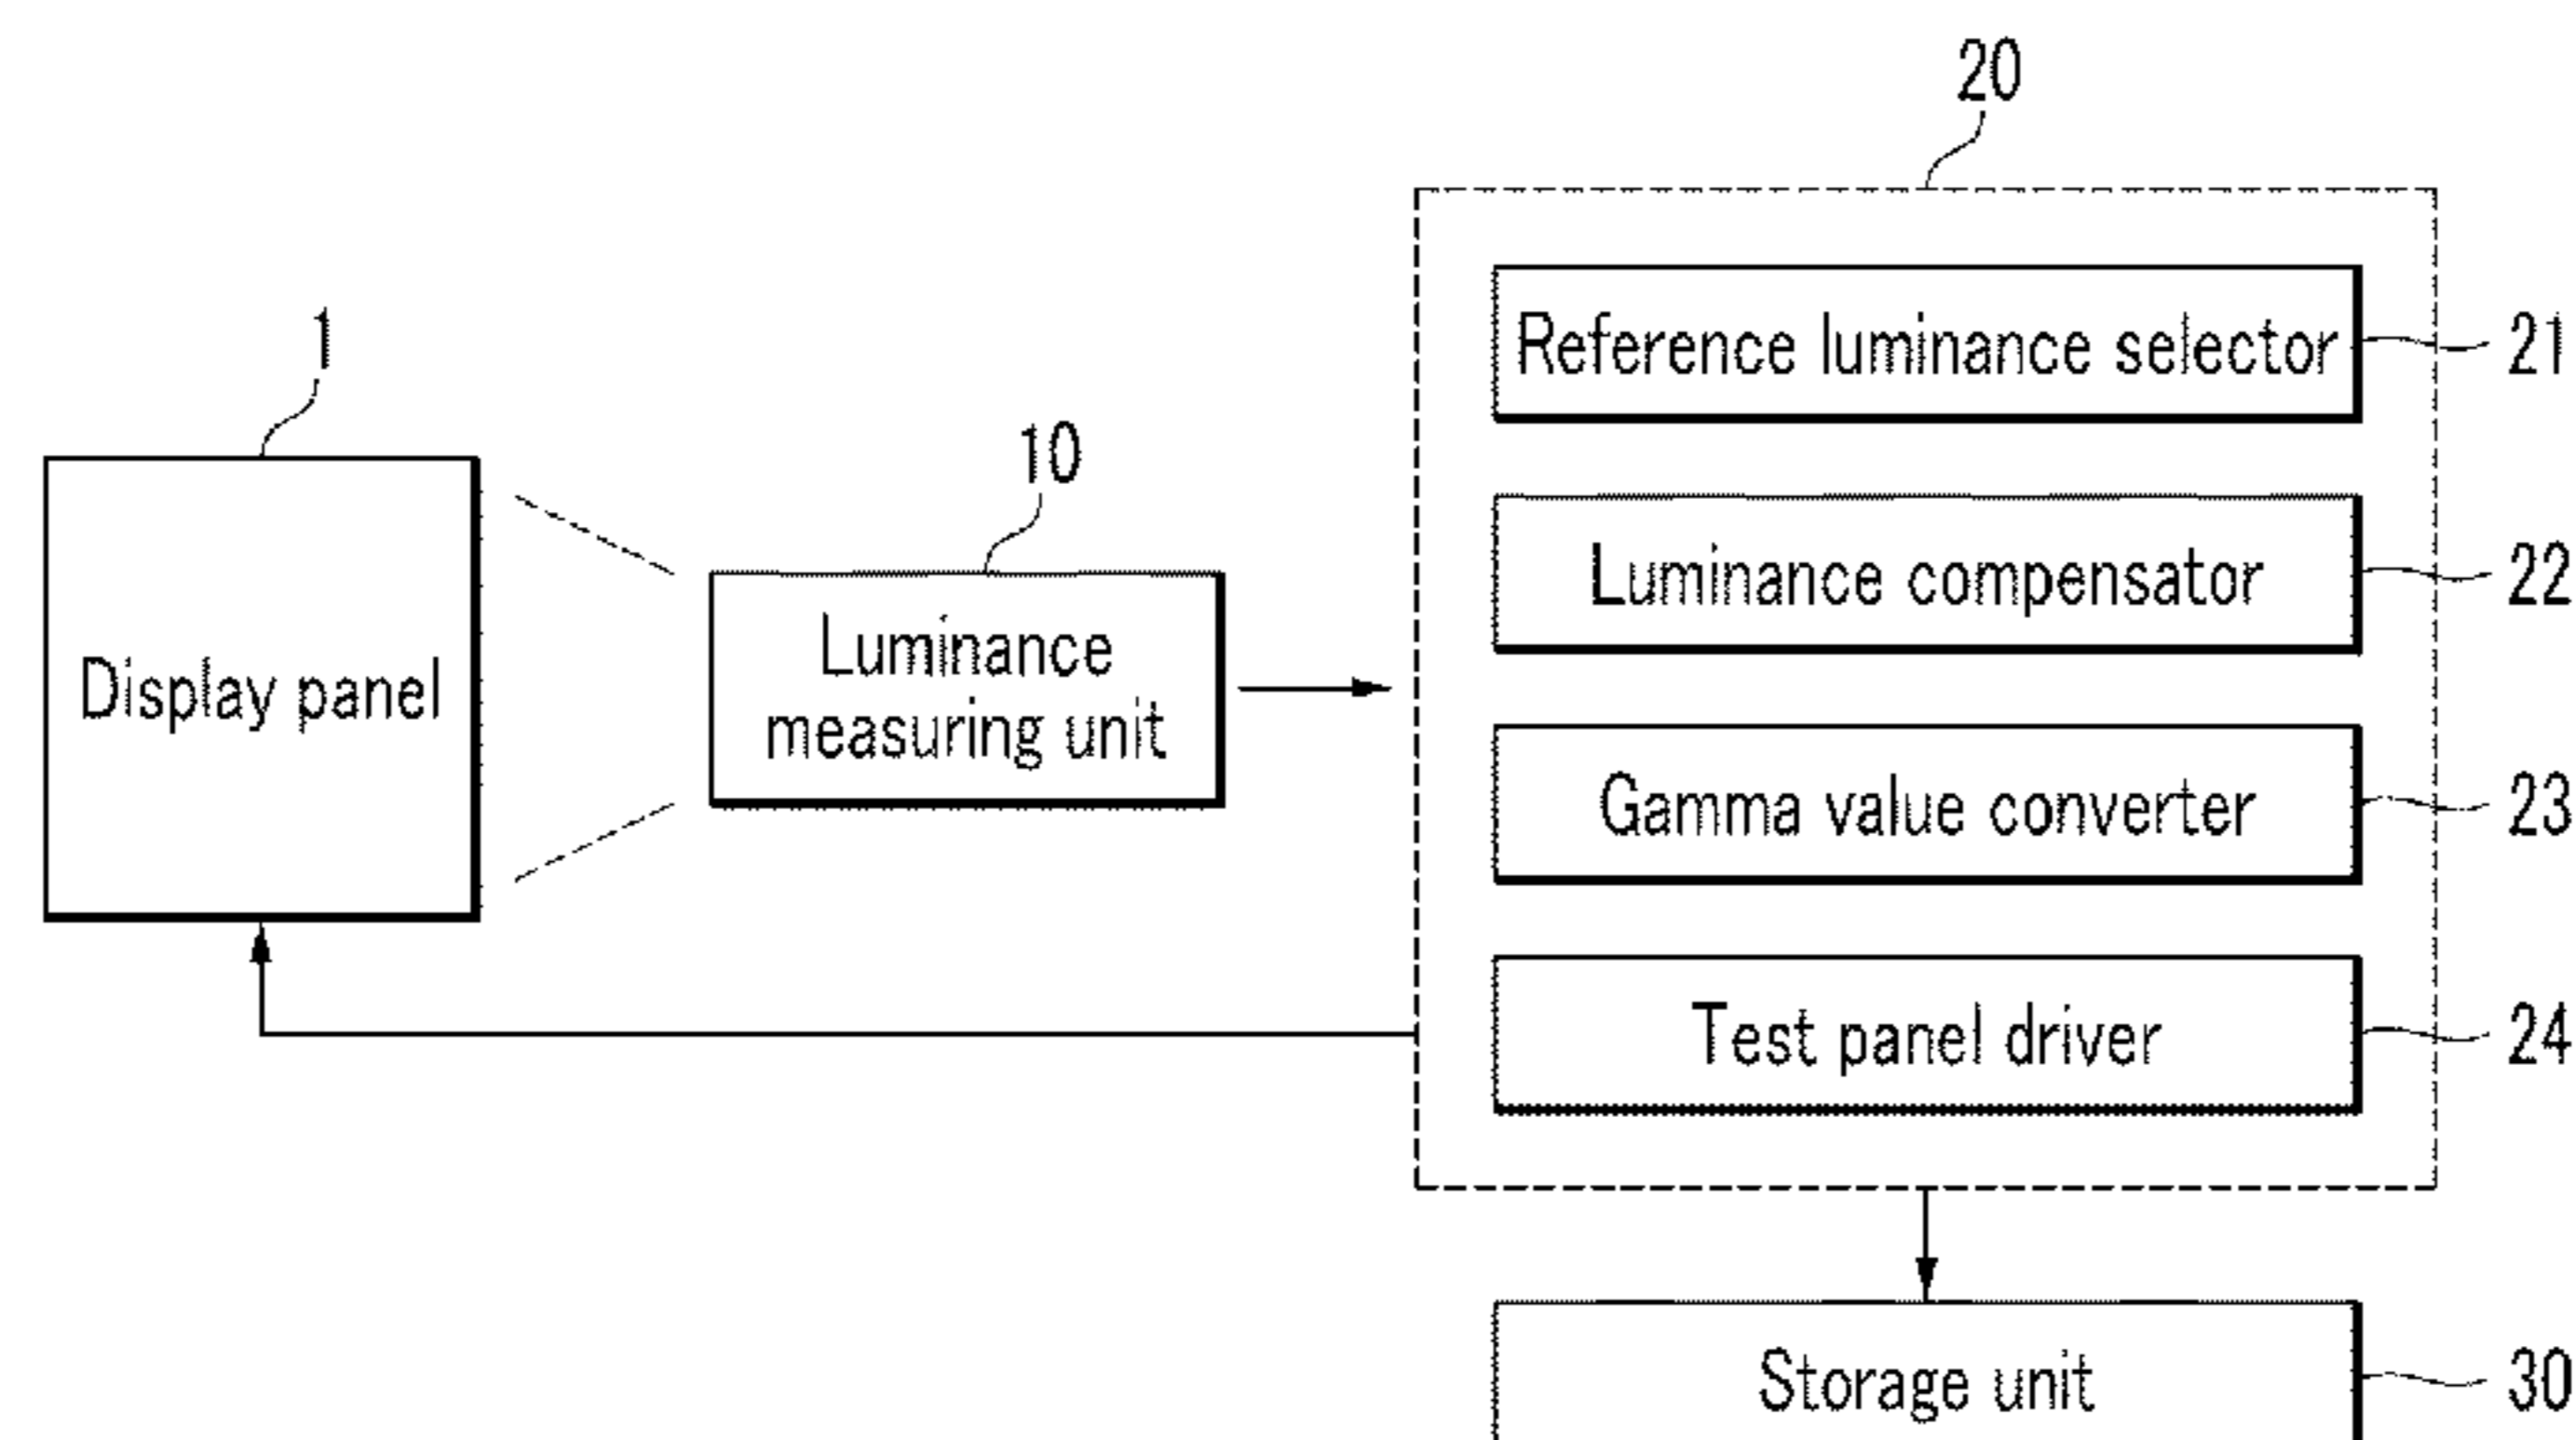 20
Reference luminance selector
21
1
10
Luminance compensator
22
Display panel
Luminance
measuring unit
Gamma value converter
23
Test panel driver
24
Storage unit
30